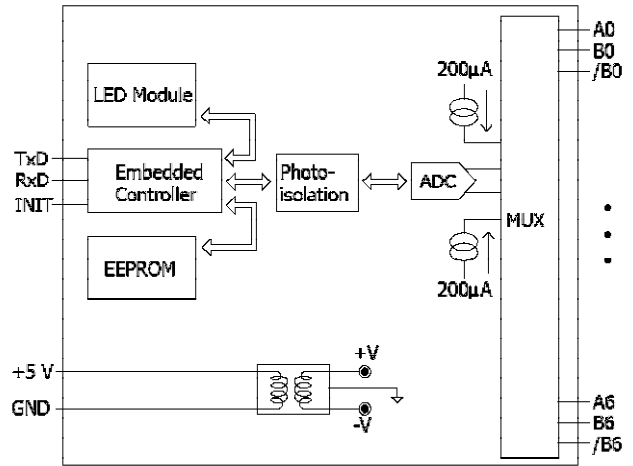 A0
B0
/B0
200µA
LED Module
TxD
RxD
INIT
Embedded
Controller
Photo-
isolation
ADC
MUX
EEPROM
200µA
+5 V
GND
+V
-V
A6
B6
/B6